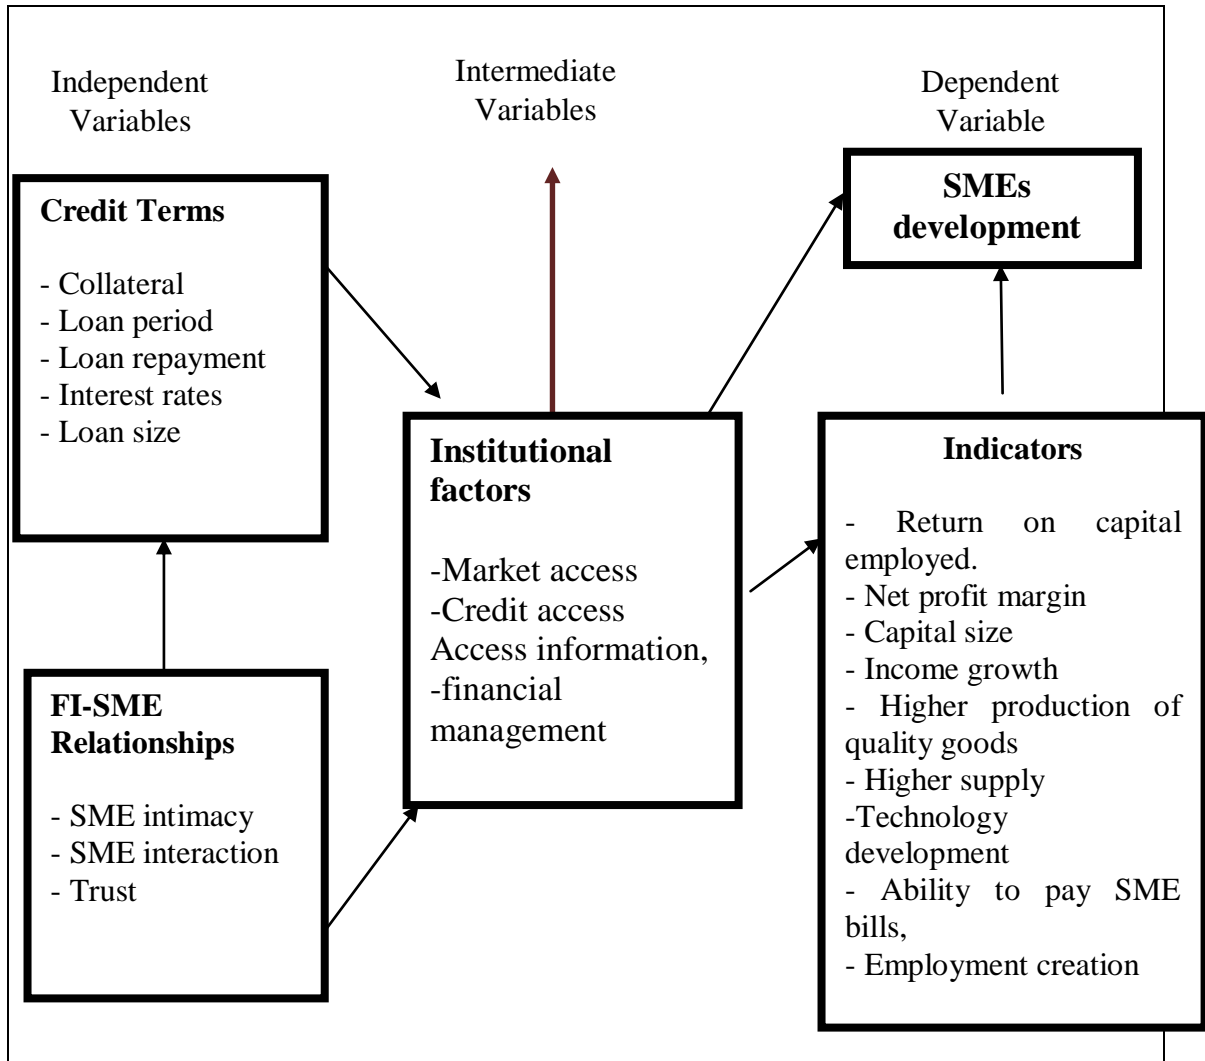 Independent
Variables
Intermediate
Variables
Dependent
Variable
Credit Terms
- Collateral
- Loan period
- Loan repayment
- Interest rates
- Loan size
FI-SME
Relationships
- SME intimacy
- SME interaction
- Trust
Institutional
factors
-Market access
-Credit access
Access information,
-financial
management
SMEs
development
Indicators
- Return on capital
employed.
- Net profit margin
- Capital size
- Income growth
- Higher production of
quality goods
- Higher supply
-Technology
development
- Ability to pay SME
bills,
- Employment creation